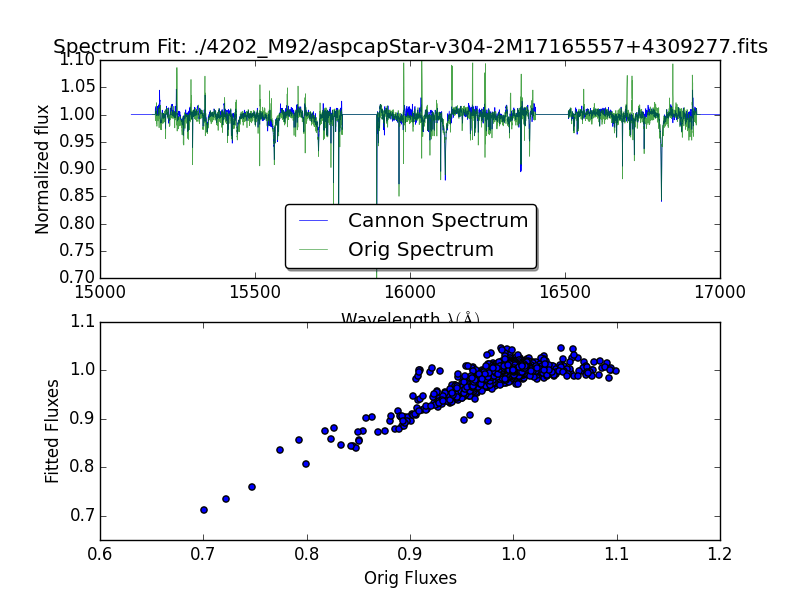 Spectrum Fit: ./4202_M92/aspcapStar-v304-2M17165557+4309277.fits
1.10
1.05
1.00
0.95
0.90
0.85
0.80
0.75
0.70
Normalized flux
Cannon Spectrum
Orig Spectrum
15000 15500 16000 16500 17000
Wavelength λ(Å)
1.1
1.0
0.9
0.8
0.7
Fitted Fluxes
0.6 0.7 0.8 0.9 1.0 1.1 1.2
Orig Fluxes